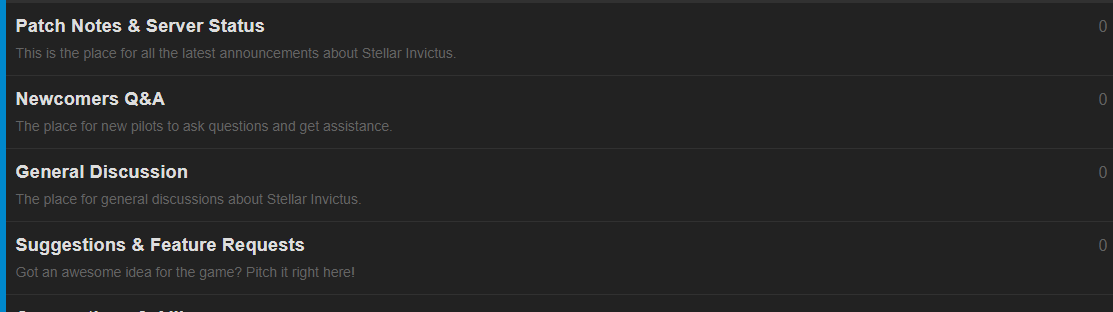 Patch Notes & Server Status 0
This is the place for all the latest announcements about Stellar Invictus.
Newcomers Q&A 0
The place for new pilots to ask questions and get assistance.
General Discussion 0
The place for general discussions about Stellar Invictus.
Suggestions & Feature Requests 0
Got an awesome idea for the game? Pitch it right here!